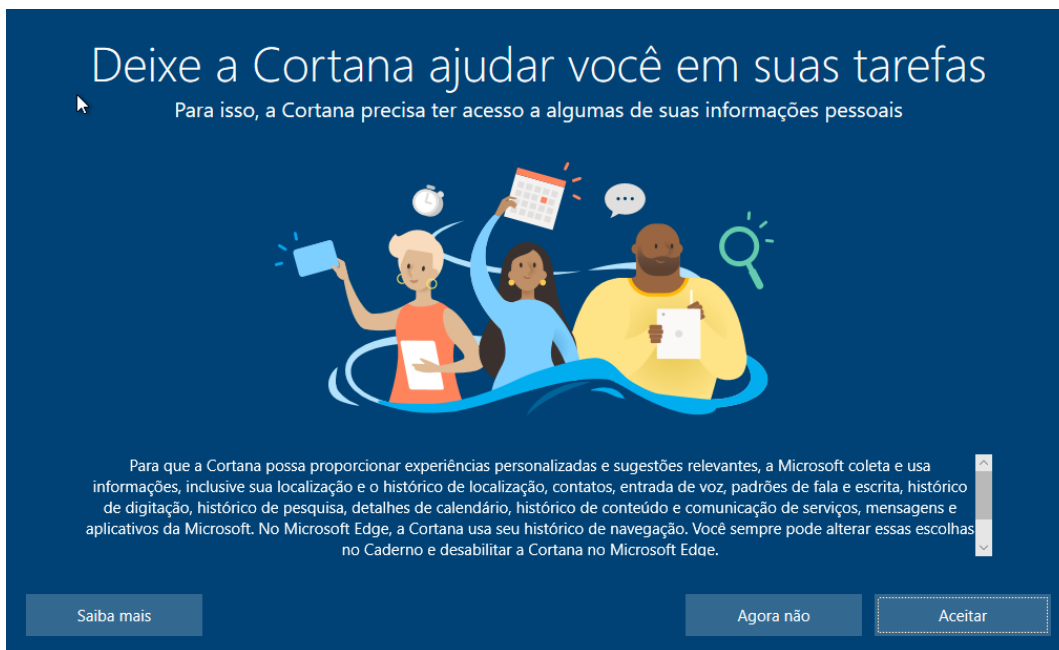 Deixe a Cortana ajudar você em suas tarefas
Para isso, a Cortana precisa ter acesso a algumas de suas informações pessoais
Para que a Cortana possa proporcionar experiências personalizadas e sugestões relevantes, a Microsoft coleta e usa
informações, inclusive sua localização e o histórico de localização, contatos, entrada de voz, padrões de fala e escrita, histórico
de digitação, histórico de pesquisa, detalhes de calendário, histórico de conteúdo e comunicação de serviços, mensagens e
aplicativos da Microsoft. No Microsoft Edge, a Cortana usa seu histórico de navegação. Você sempre pode alterar essas escolhas
no Caderno e desabilitar a Cortana no Microsoft Edge.
Saiba mais
Agora não
Aceitar